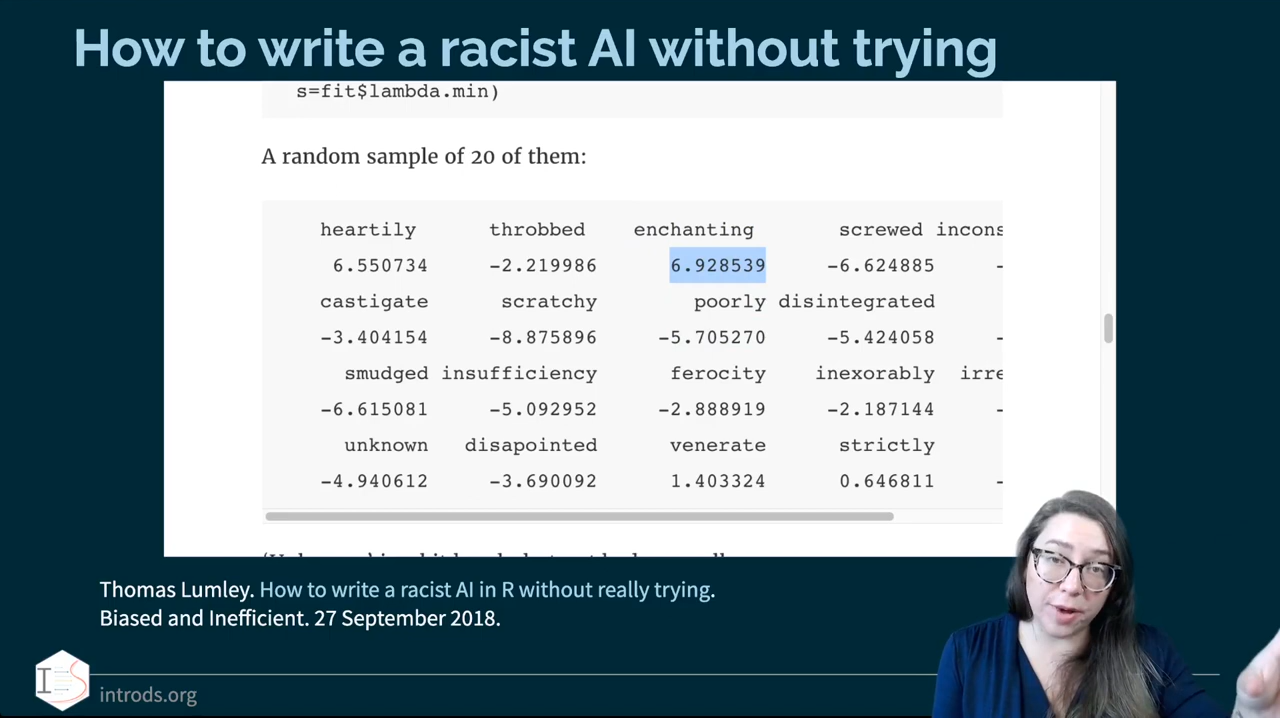 How to write a racist AI without trying
s=fit$lambda.min)
A random sample of 20 of them:
heartily throbbed enchanting screwed incons
6.550734 -2.219986 6.928539 -6.624885 -
castigate scratchy poorly disintegrated
-3.404154 -8.875896 -5.705270 -5.424058 -
smudged insufficiency ferocity inexorably irre
-6.615081 -5.092952 -2.888919 -2.187144 -
unknown disapointed venerate strictly
-4.940612 -3.690092 1.403324 0.646811 -
Thomas Lumley. How to write a racist AI in R without really trying.
Biased and Inefficient. 27 September 2018.
introds.org